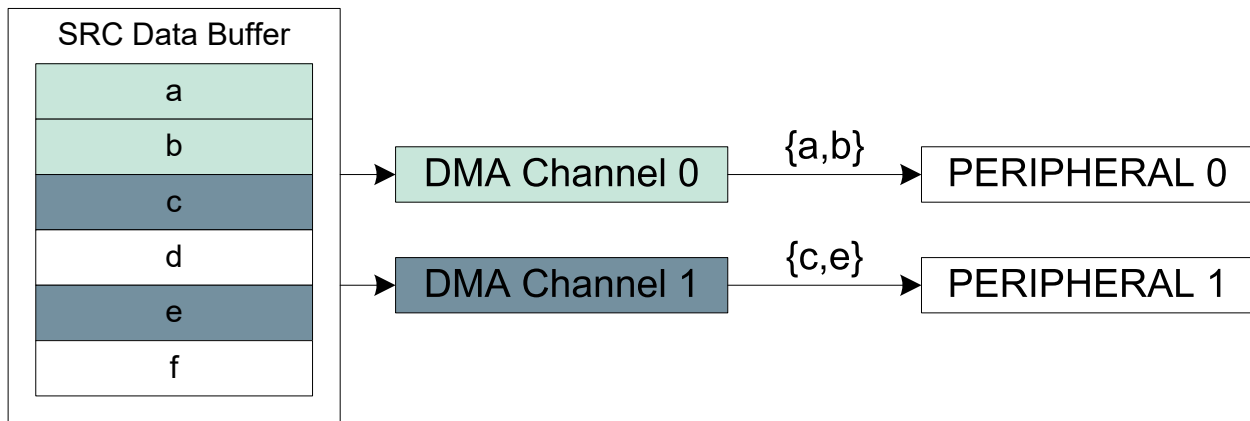 SRC Data Buffer
a
b
c
d
e
f
DMA Channel 0
{a,b}
PERIPHERAL 0
DMA Channel 1
{c,e}
PERIPHERAL 1